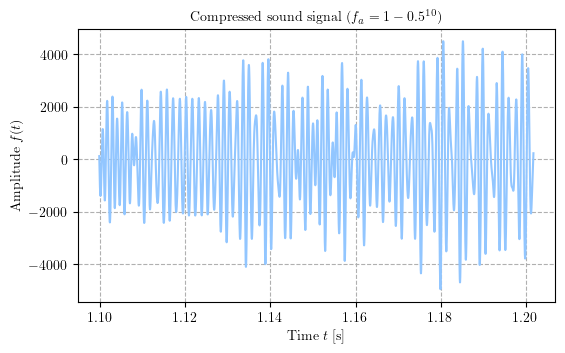 Compressed sound signal (f_a = 1 − 0.5^10)
Amplitude f(t)
4000
2000
0
−2000
−4000
1.10 1.12 1.14 1.16 1.18 1.20
Time t [s]